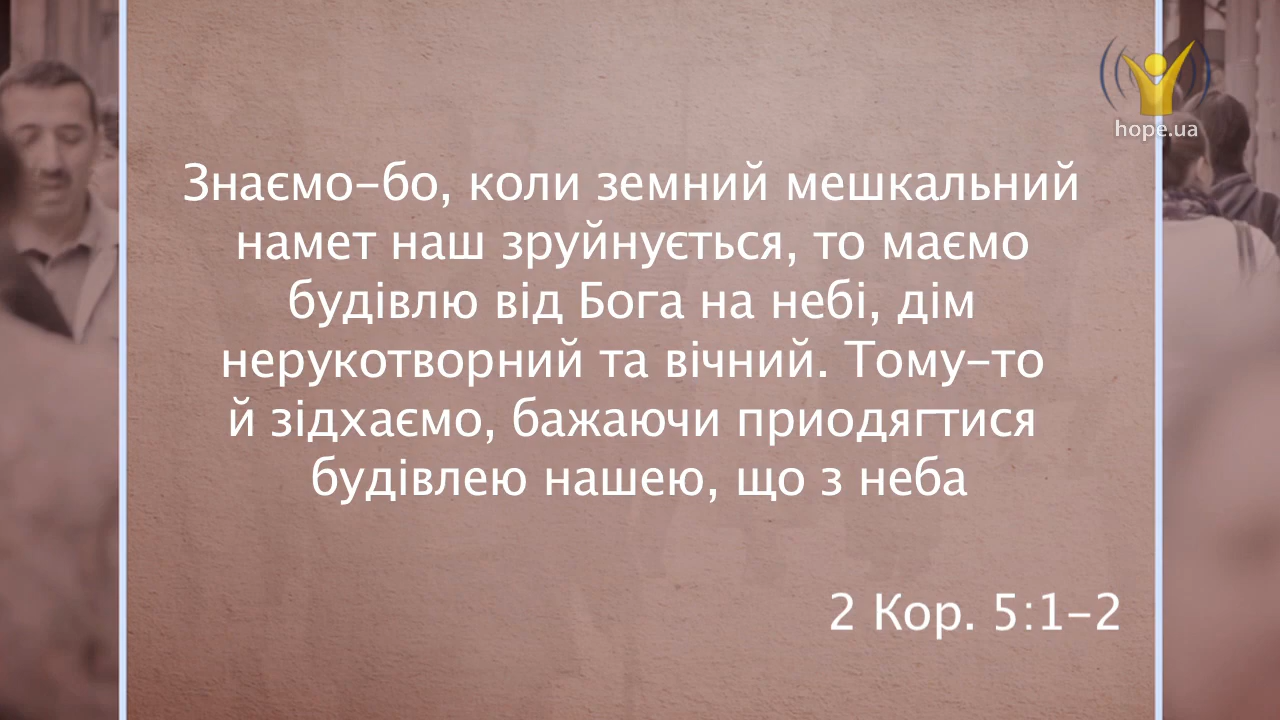 hope.ua
Знаємо-бо, коли земний мешкальний
намет наш зруйнується, то маємо
будівлю від Бога на небі, дім
нерукотворний та вічний. Тому-то
й зідхаємо, бажаючи приодягтися
будівлею нашею, що з неба
2 Кор. 5:1-2